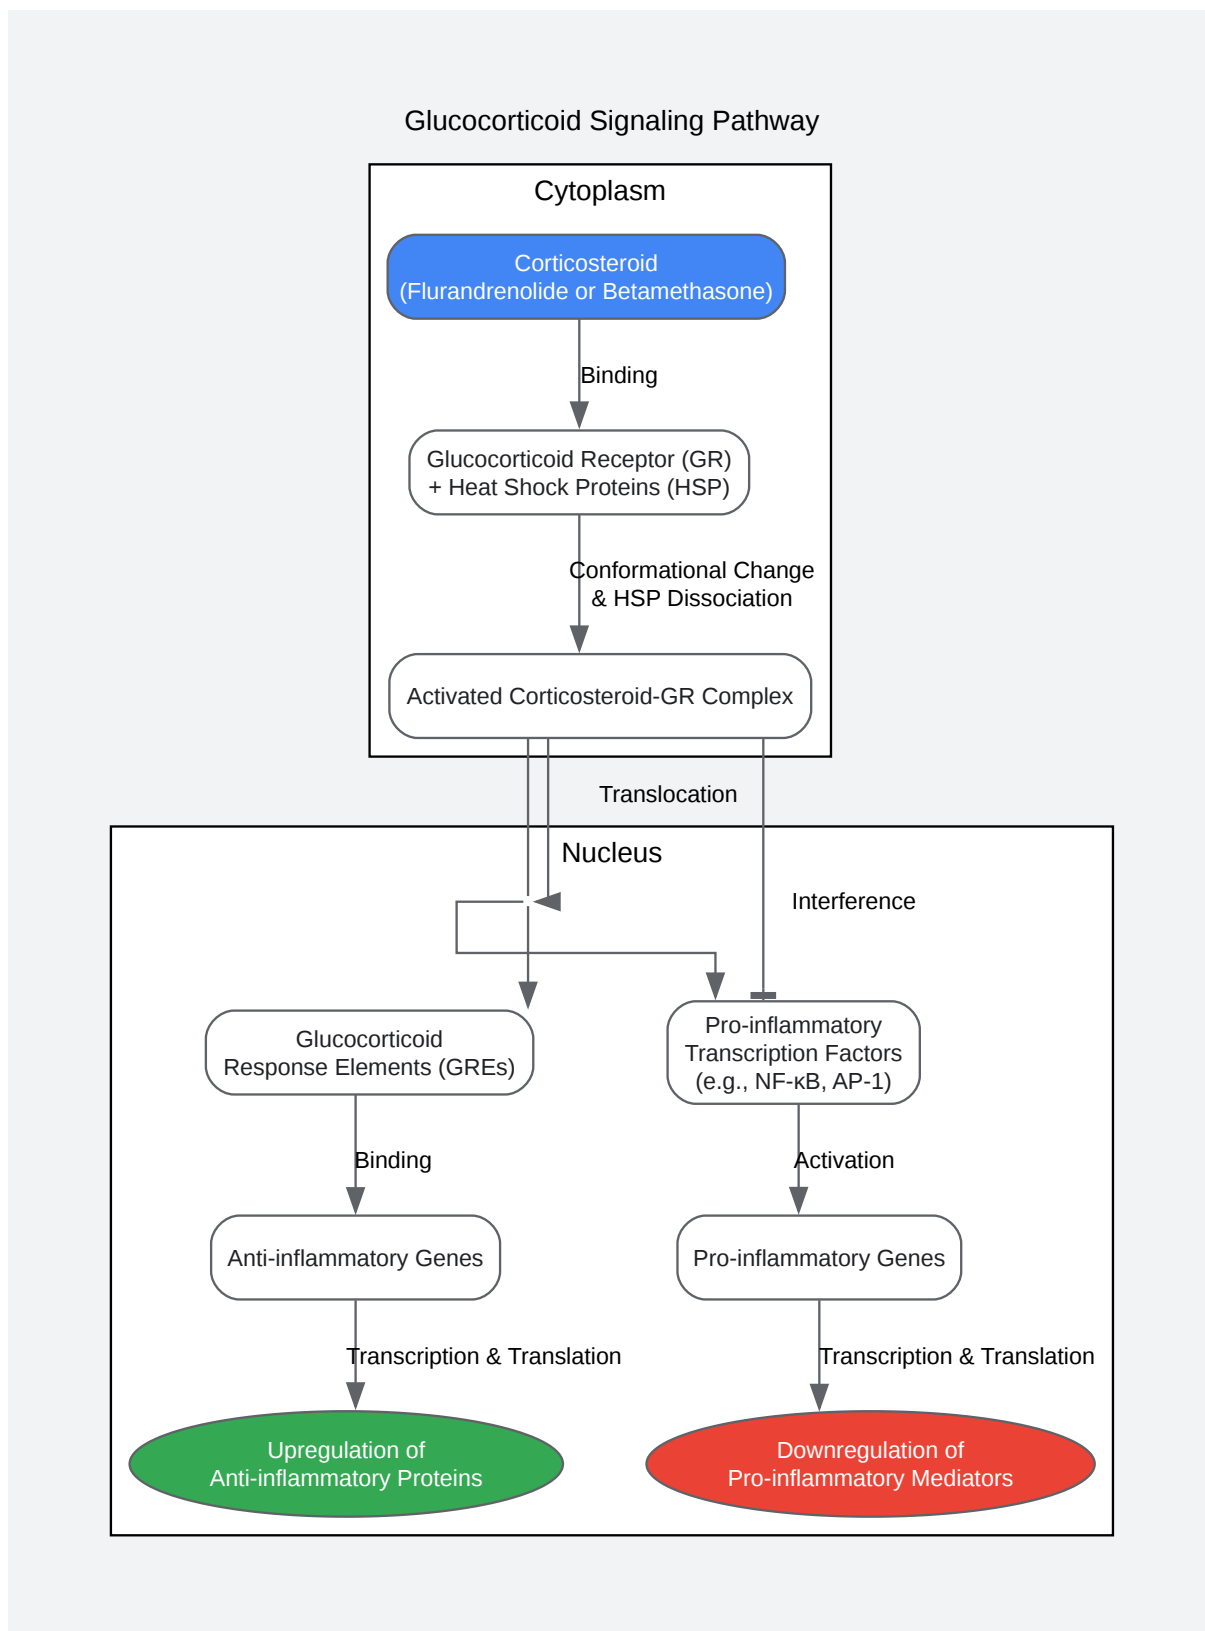 Glucocorticoid Signaling Pathway
Cytoplasm
Corticosteroid
(Flurandrenolide or Betamethasone)
Binding
Glucocorticoid Receptor (GR)
+ Heat Shock Proteins (HSP)
Conformational Change
& HSP Dissociation
Activated Corticosteroid-GR Complex
Translocation
Nucleus
Interference
Glucocorticoid
Response Elements (GREs)
Pro-inflammatory
Transcription Factors
(e.g., NF-κB, AP-1)
Binding
Activation
Anti-inflammatory Genes
Pro-inflammatory Genes
Transcription & Translation
Transcription & Translation
Upregulation of
Anti-inflammatory Proteins
Downregulation of
Pro-inflammatory Mediators